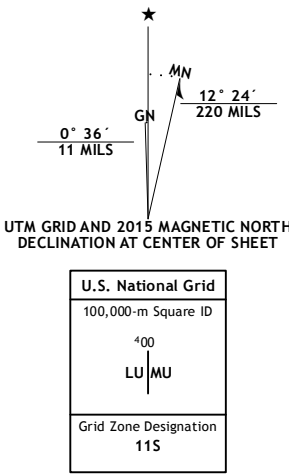 ★
MN
GN
12° 24´
220 MILS
0° 36´
11 MILS
UTM GRID AND 2015 MAGNETIC NORTH
DECLINATION AT CENTER OF SHEET
U.S. National Grid
100,000-m Square ID
⁴00
LU MU
Grid Zone Designation
11S